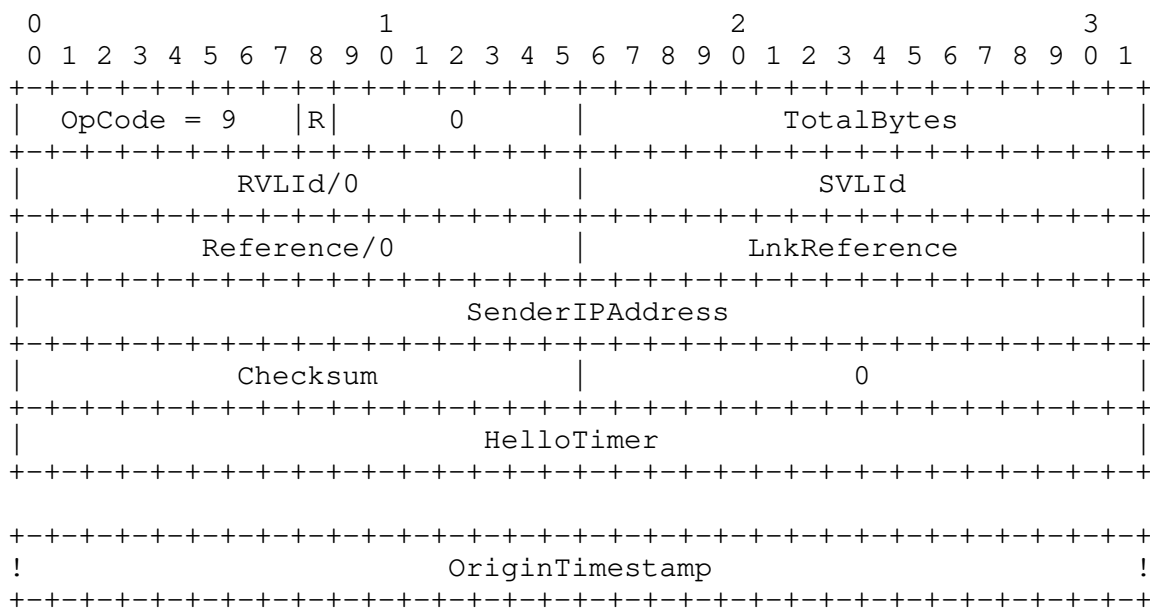 0                   1                   2                   3
 0 1 2 3 4 5 6 7 8 9 0 1 2 3 4 5 6 7 8 9 0 1 2 3 4 5 6 7 8 9 0 1
+-+-+-+-+-+-+-+-+-+-+-+-+-+-+-+-+-+-+-+-+-+-+-+-+-+-+-+-+-+-+-+-+
|  OpCode = 9   |R|      0      |           TotalBytes          |
+-+-+-+-+-+-+-+-+-+-+-+-+-+-+-+-+-+-+-+-+-+-+-+-+-+-+-+-+-+-+-+-+
|            RVLId/0            |             SVLId             |
+-+-+-+-+-+-+-+-+-+-+-+-+-+-+-+-+-+-+-+-+-+-+-+-+-+-+-+-+-+-+-+-+
|          Reference/0          |         LnkReference          |
+-+-+-+-+-+-+-+-+-+-+-+-+-+-+-+-+-+-+-+-+-+-+-+-+-+-+-+-+-+-+-+-+
|                         SenderIPAddress                       |
+-+-+-+-+-+-+-+-+-+-+-+-+-+-+-+-+-+-+-+-+-+-+-+-+-+-+-+-+-+-+-+-+
|            Checksum           |               0               |
+-+-+-+-+-+-+-+-+-+-+-+-+-+-+-+-+-+-+-+-+-+-+-+-+-+-+-+-+-+-+-+-+
|                          HelloTimer                           |
+-+-+-+-+-+-+-+-+-+-+-+-+-+-+-+-+-+-+-+-+-+-+-+-+-+-+-+-+-+-+-+-+

+-+-+-+-+-+-+-+-+-+-+-+-+-+-+-+-+-+-+-+-+-+-+-+-+-+-+-+-+-+-+-+-+
!                        OriginTimestamp                        !
+-+-+-+-+-+-+-+-+-+-+-+-+-+-+-+-+-+-+-+-+-+-+-+-+-+-+-+-+-+-+-+-+